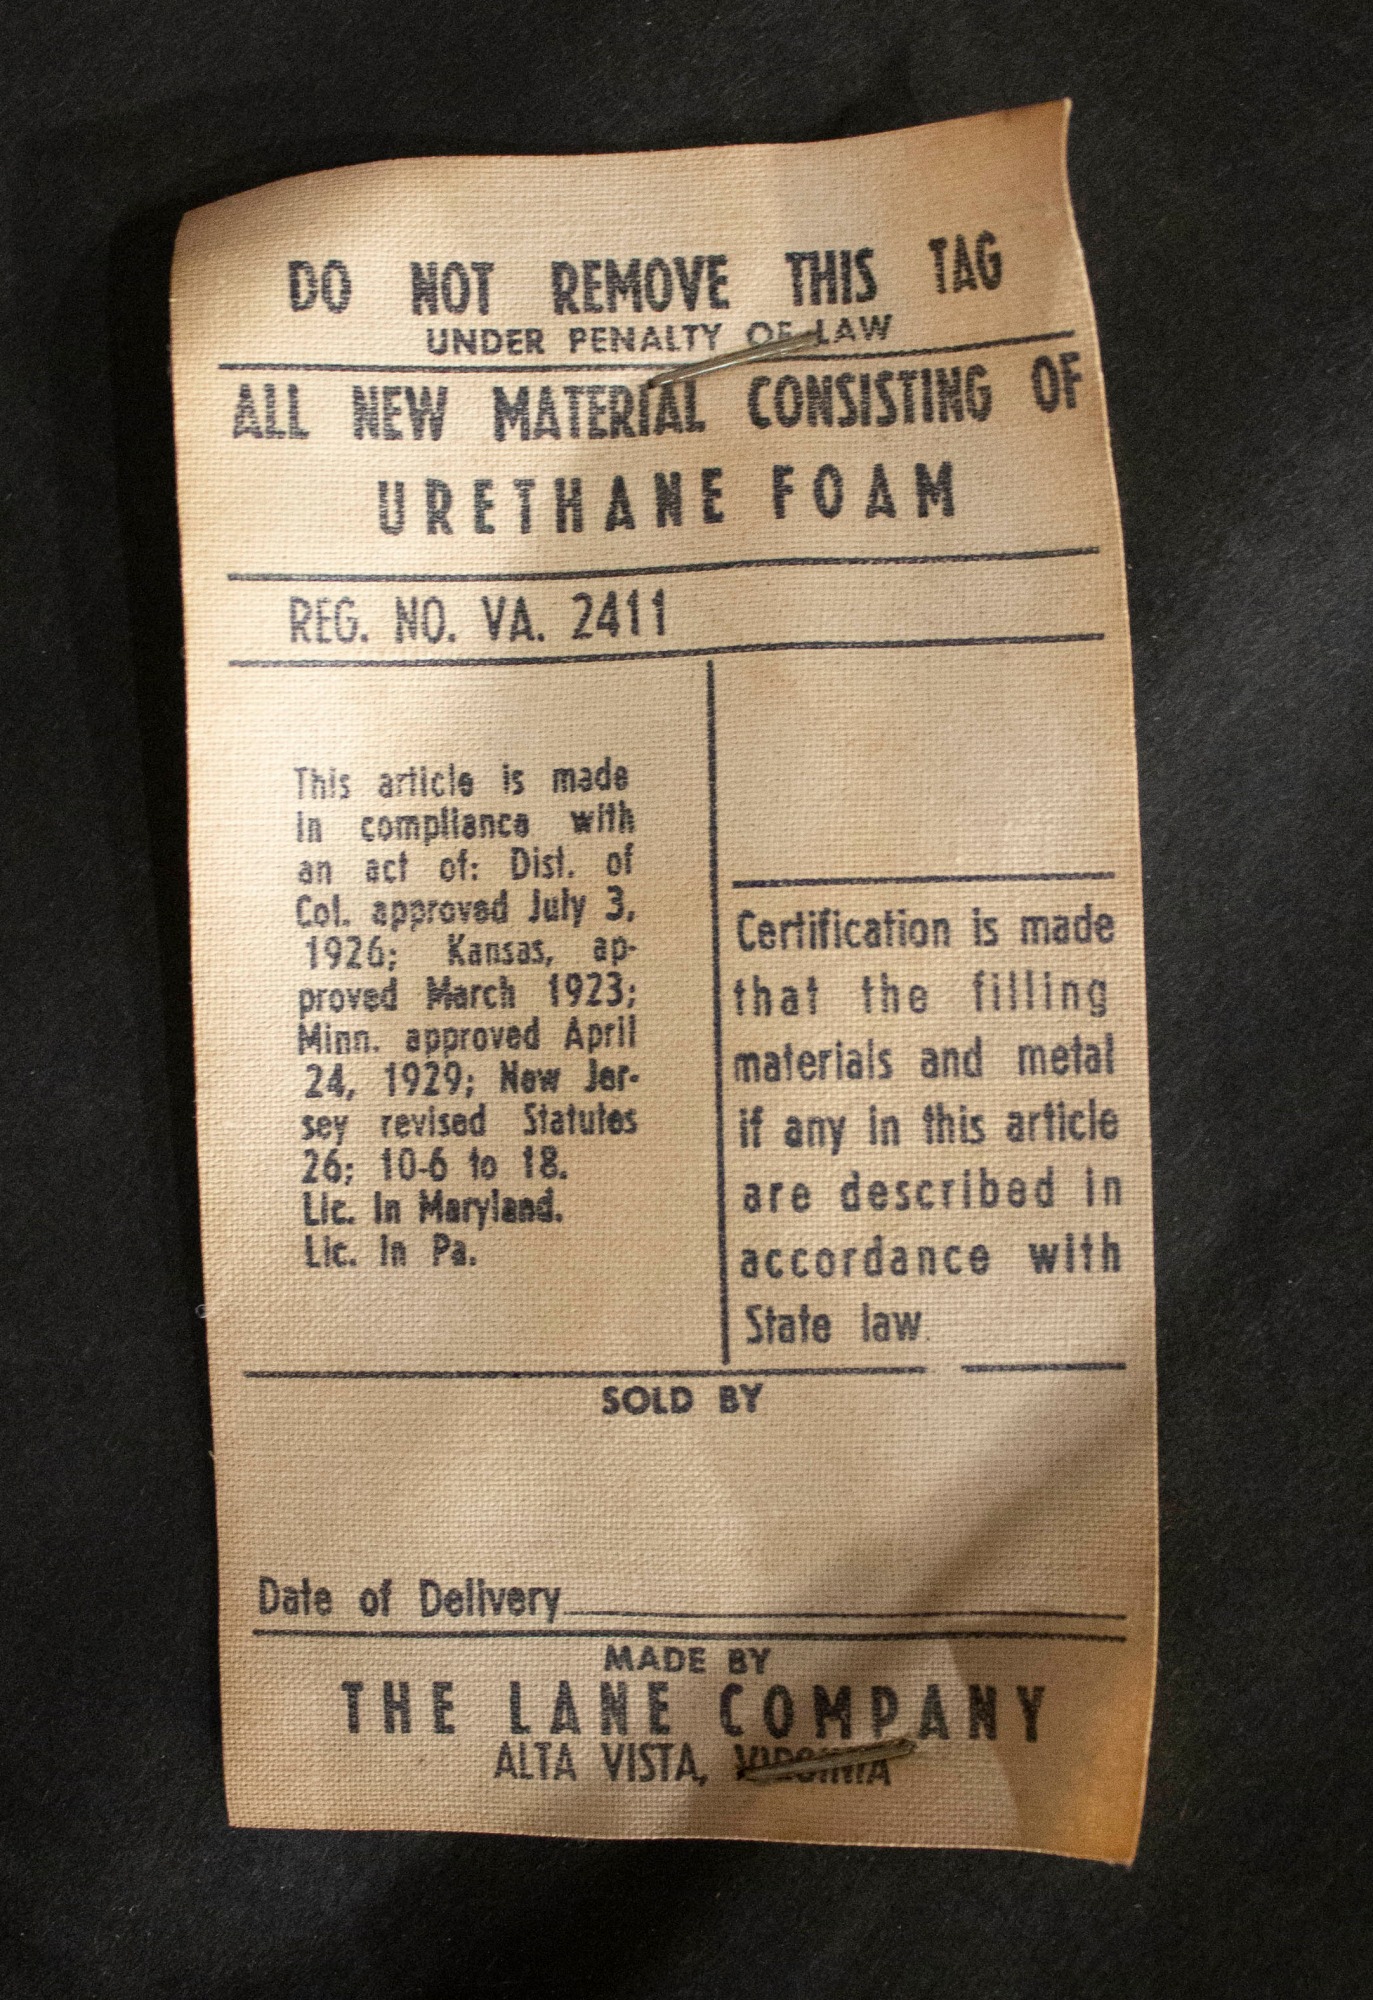 DO NOT REMOVE THIS TAG
UNDER PENALTY OF LAW
ALL NEW MATERIAL CONSISTING OF
URETHANE FOAM
REG. NO. VA. 2411
This article is made
in compliance with
an act of: Dist. of
Col. approved July 3,
1926; Kansas, ap-
proved March 1923;
Minn. approved April
24, 1929; New Jer-
sey revised Statutes
26; 10-6 to 18.
Lic. in Maryland.
Lic. in Pa.
Certification is made
that the filling
materials and metal
if any in this article
are described in
accordance with
State law.
SOLD BY
Date of Delivery
MADE BY
THE LANE COMPANY
ALTA VISTA, VIRGINIA